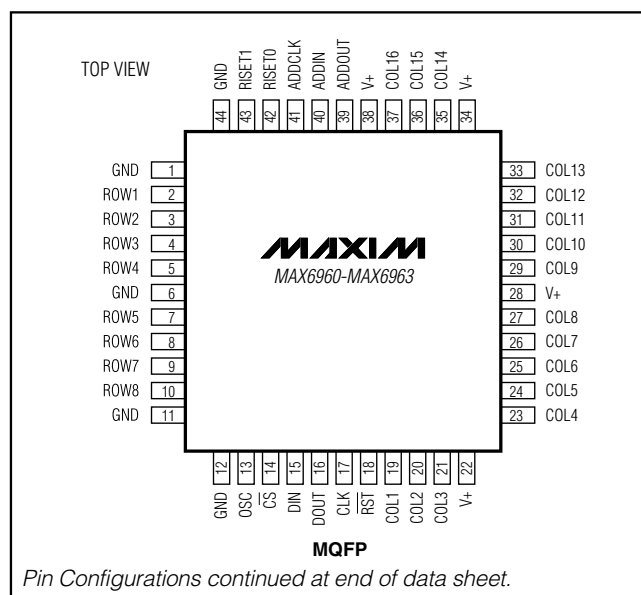 TOP VIEW
GND
RISET1
RISET0
ADDCLK
ADDIN
ADDOUT
V+
COL16
COL15
COL14
V+
44
43
42
41
40
39
38
37
36
35
34
GND 1
ROW1 2
ROW2 3
ROW3 4
ROW4 5
GND 6
ROW5 7
ROW6 8
ROW7 9
ROW8 10
GND 11
MAXIM
MAX6960-MAX6963
33 COL13
32 COL12
31 COL11
30 COL10
29 COL9
28 V+
27 COL8
26 COL7
25 COL6
24 COL5
23 COL4
12
13
14
15
16
17
18
19
20
21
22
GND
OSC
CS
DIN
DOUT
CLK
RST
COL1
COL2
COL3
V+
MQFP
Pin Configurations continued at end of data sheet.